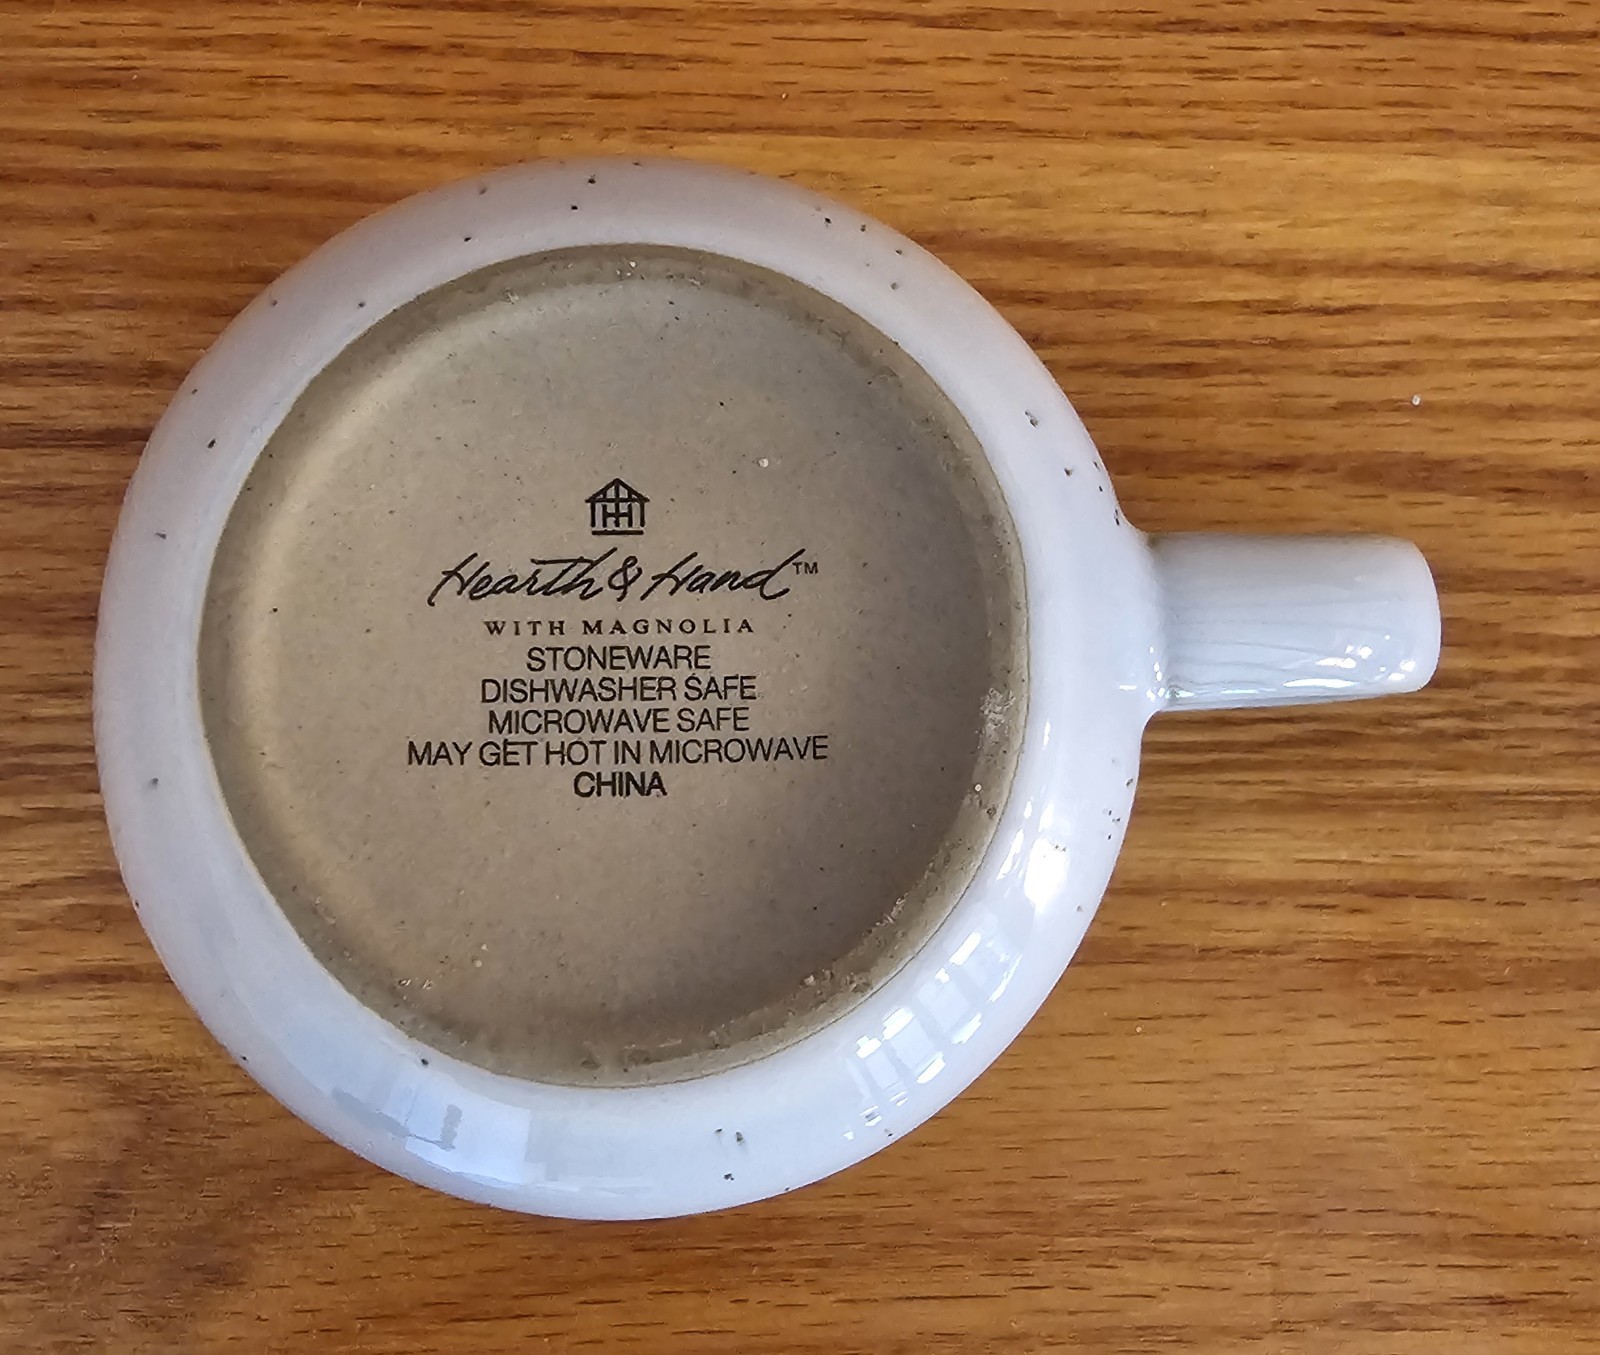 Hearth & Hand™
WITH MAGNOLIA
STONEWARE
DISHWASHER SAFE
MICROWAVE SAFE
MAY GET HOT IN MICROWAVE
CHINA